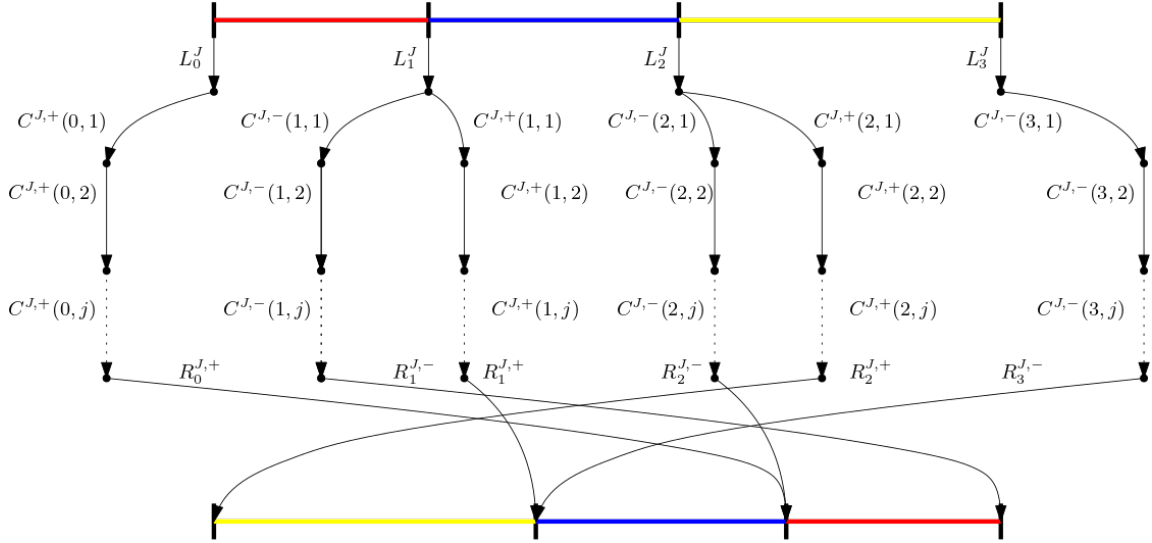 $L_0^J$ $L_1^J$ $L_2^J$ $L_3^J$
$C^{J,+}(0,1)$ $C^{J,-}(1,1)$ $C^{J,+}(1,1)$ $C^{J,-}(2,1)$ $C^{J,+}(2,1)$ $C^{J,-}(3,1)$
$C^{J,+}(0,2)$ $C^{J,-}(1,2)$ $C^{J,+}(1,2)$ $C^{J,-}(2,2)$ $C^{J,+}(2,2)$ $C^{J,-}(3,2)$
$C^{J,+}(0,j)$ $C^{J,-}(1,j)$ $C^{J,+}(1,j)$ $C^{J,-}(2,j)$ $C^{J,+}(2,j)$ $C^{J,-}(3,j)$
$R_0^{J,+}$ $R_1^{J,-}$ $R_1^{J,+}$ $R_2^{J,-}$ $R_2^{J,+}$ $R_3^{J,-}$